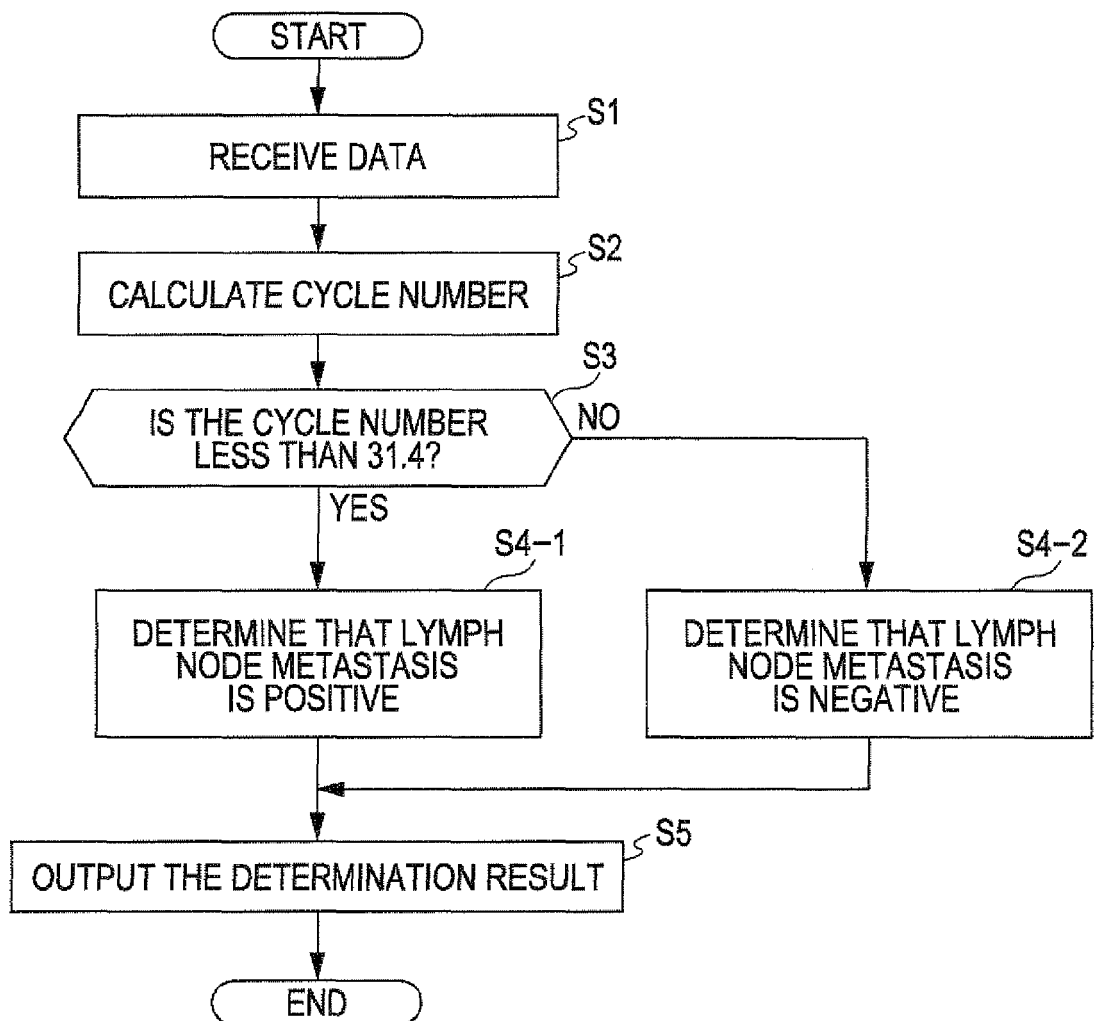 START
S1
RECEIVE DATA
S2
CALCULATE CYCLE NUMBER
S3
IS THE CYCLE NUMBER
LESS THAN 31.4?
NO
YES
S4-1
DETERMINE THAT LYMPH
NODE METASTASIS
IS POSITIVE
S4-2
DETERMINE THAT LYMPH
NODE METASTASIS
IS NEGATIVE
S5
OUTPUT THE DETERMINATION RESULT
END